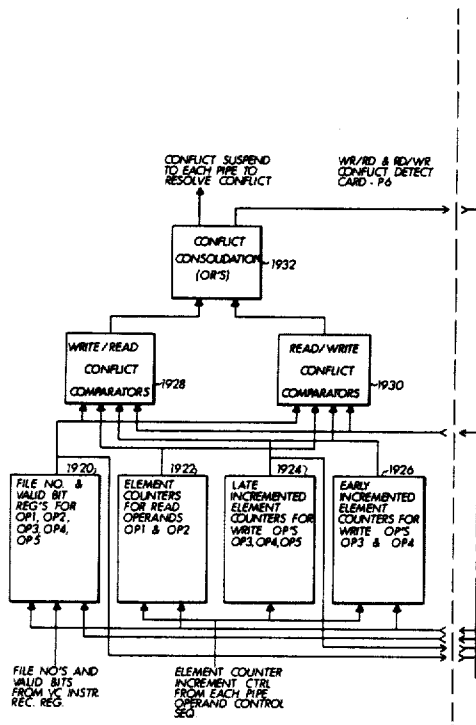 CONFLICT SUSPEND
TO EACH PIPE TO
RESOLVE CONFLICT
WR/RD & RD/WR
CONFLICT DETECT
CARD - P6
CONFLICT
CONSOLIDATION
(OR'S)
1932
WRITE/READ
CONFLICT
COMPARATORS
1928
READ/WRITE
CONFLICT
COMPARATORS
1930
1920
FILE NO. &
VALID BIT
REG'S FOR
OP1, OP2,
OP3, OP4,
OP5
1922
ELEMENT
COUNTERS
FOR READ
OPERANDS
OP1 & OP2
1924
LATE
INCREMENTED
ELEMENT
COUNTERS FOR
WRITE OP'S
OP3, OP4, OP5
1926
EARLY
INCREMENTED
ELEMENT
COUNTERS FOR
WRITE OP'S
OP3 & OP4
FILE NO'S AND
VALID BITS
FROM VC INSTR.
REC. REG.
ELEMENT COUNTER
INCREMENT CTRL
FROM EACH PIPE
OPERAND CONTROL
SEQ.